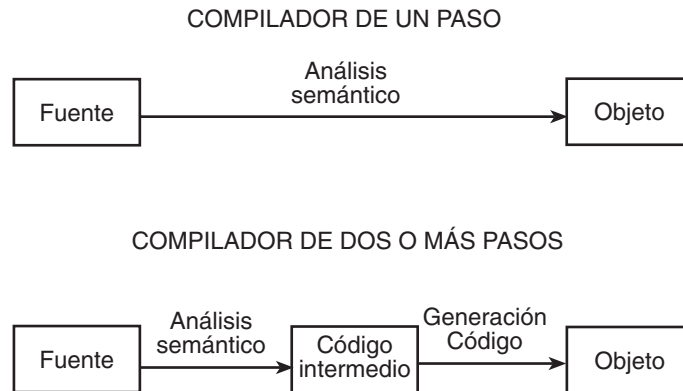 COMPILADOR DE UN PASO
Análisis
semántico
Fuente
Objeto
COMPILADOR DE DOS O MÁS PASOS
Análisis
semántico
Generación
Código
Fuente
Código
intermedio
Objeto